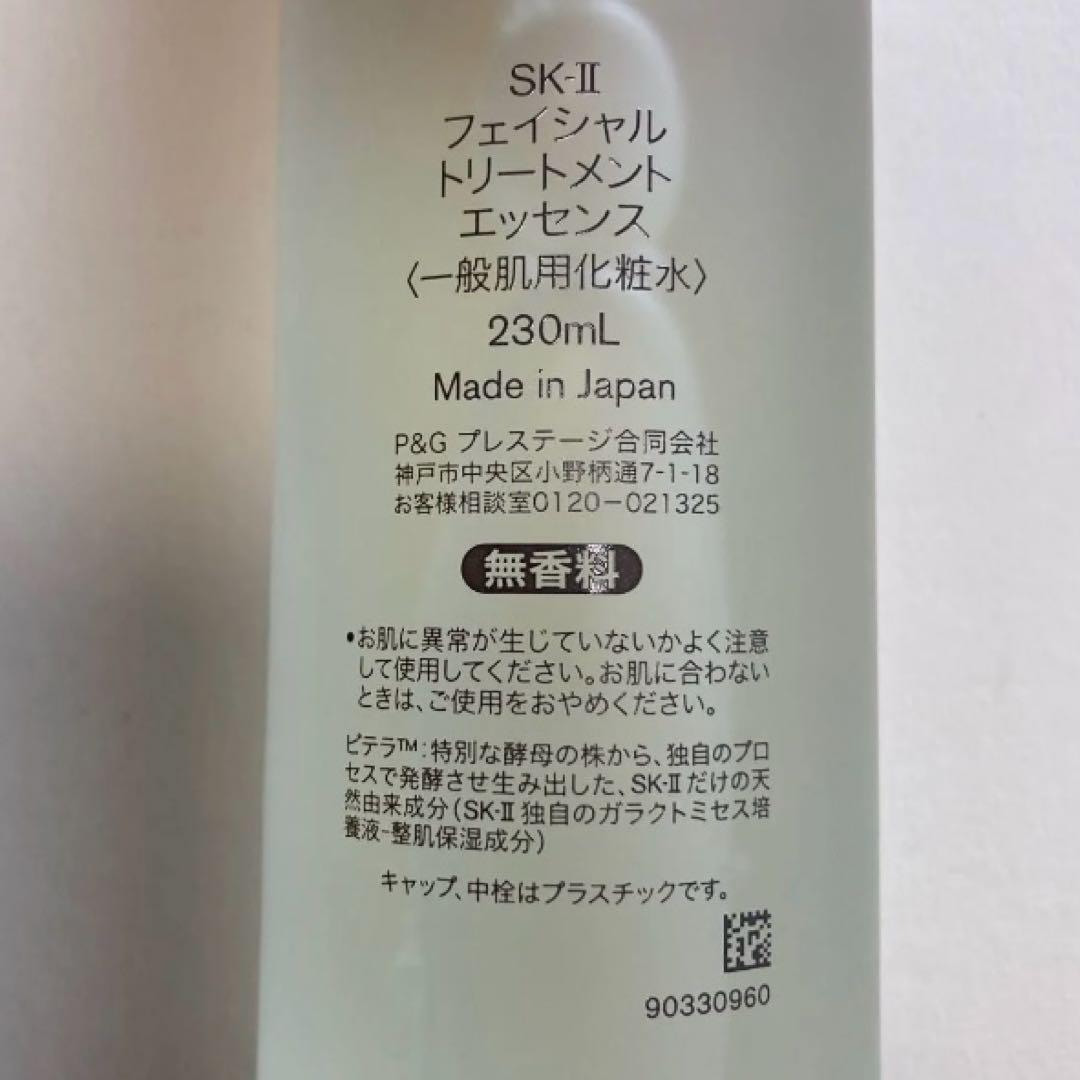 SK-Ⅱ
フェイシャル
トリートメント
エッセンス
〈一般肌用化粧水〉
230mL
Made in Japan
P&G プレステージ合同会社
神戸市中央区小野柄通7-1-18
お客様相談室0120-021325
無香料
•お肌に異常が生じていないかよく注意
して使用してください。お肌に合わない
ときは、ご使用をおやめください。
ピテラ™:特別な酵母の株から、独自のプロ
セスで発酵させ生み出した、SK-Ⅱだけの天
然由来成分(SK-Ⅱ独自のガラクトミセス培
養液-整肌保湿成分)
キャップ、中栓はプラスチックです。
90330960